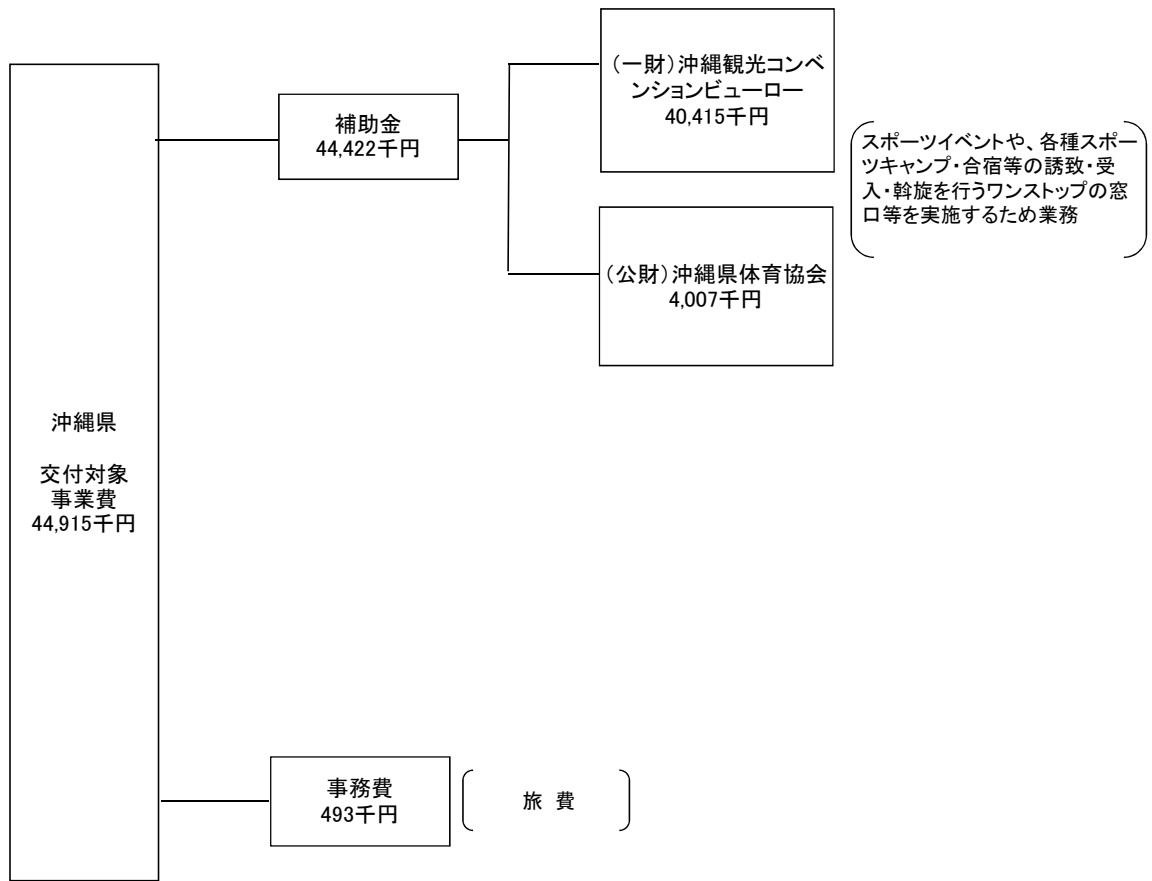 沖縄県
交付対象
事業費
44,915千円
補助金
44,422千円
（一財）沖縄観光コンベ
ンションビューロー
40,415千円
（公財）沖縄県体育協会
4,007千円
スポーツイベントや、各種スポー
ツキャンプ・合宿等の誘致・受
入・斡旋を行うワンストップの窓
口等を実施するため業務
事務費
493千円
旅 費